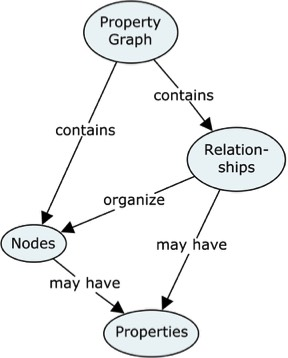 Property
Graph
contains
contains
Relation-
ships
organize
Nodes
may have
may have
Properties